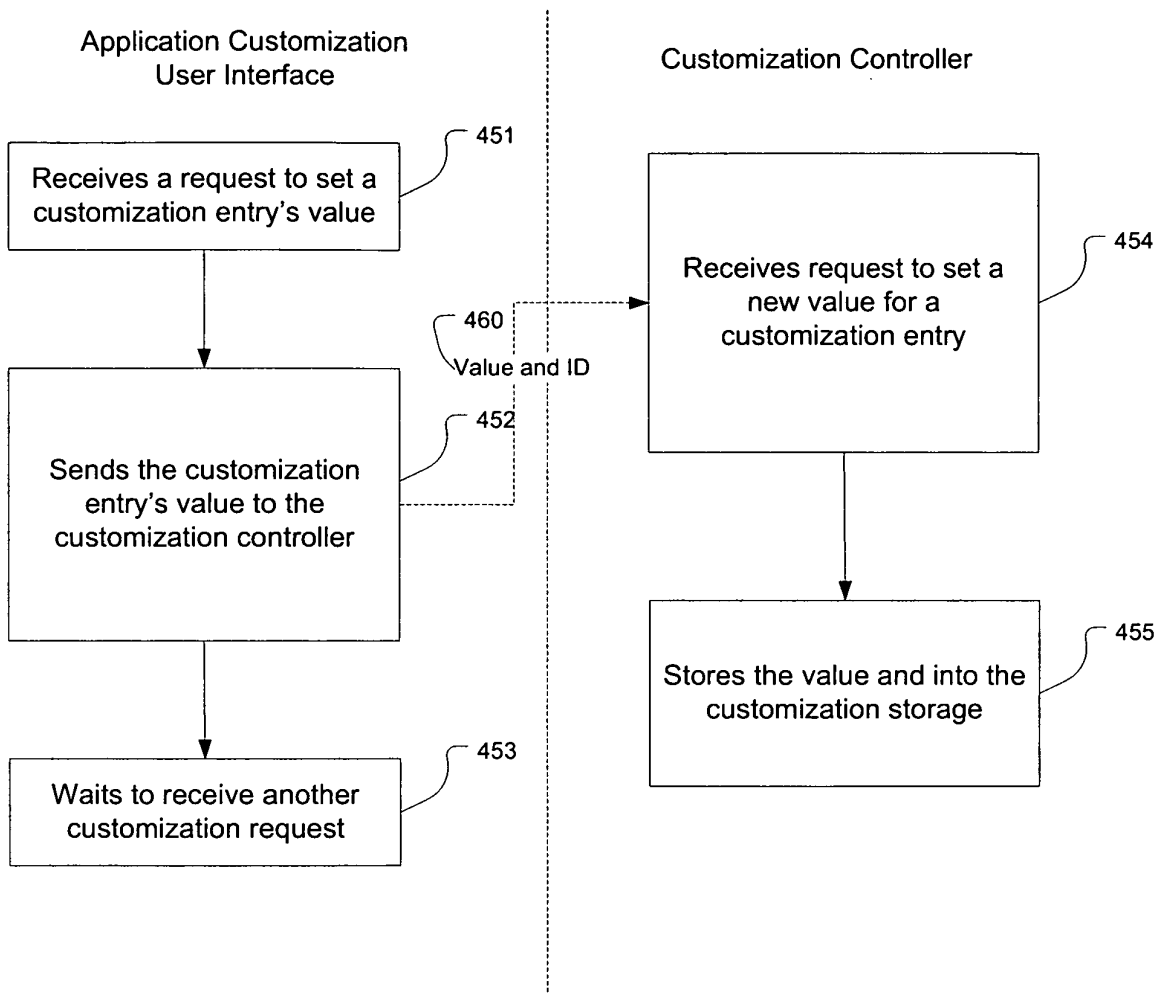 Application Customization
User Interface
Customization Controller
451
Receives a request to set a
customization entry's value
454
Receives request to set a
new value for a
customization entry
460
Value and ID
452
Sends the customization
entry's value to the
customization controller
455
Stores the value and into the
customization storage
453
Waits to receive another
customization request